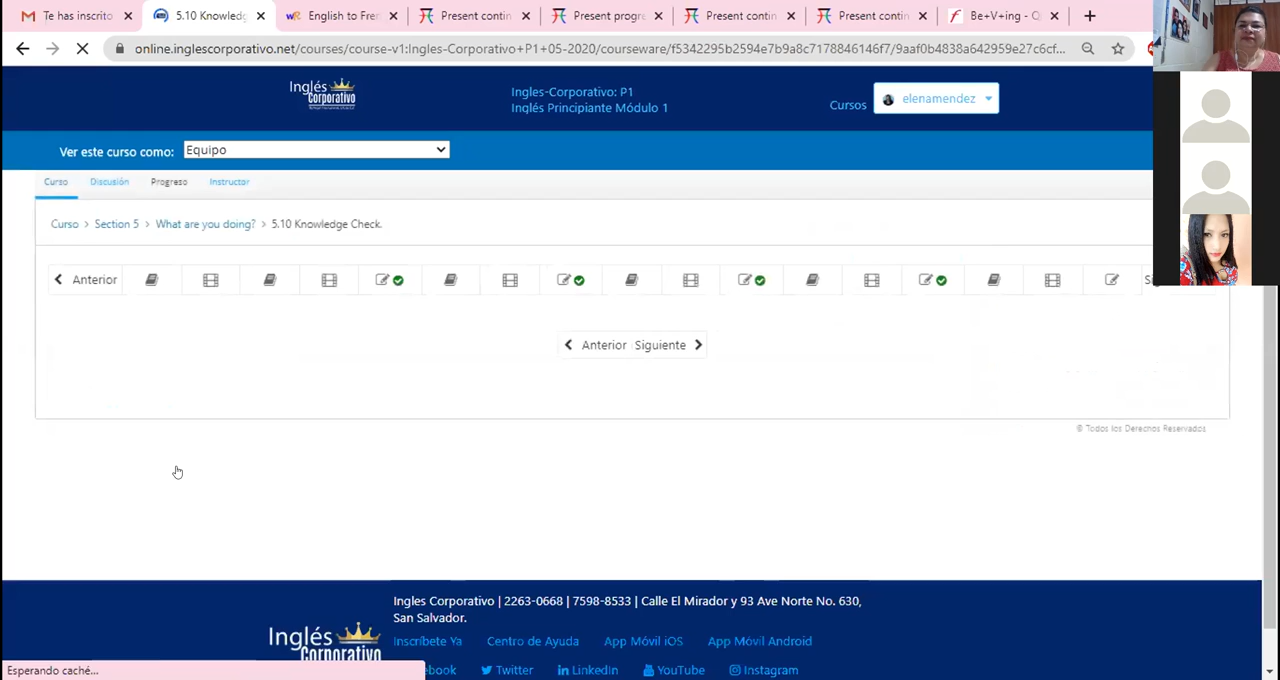 Te has inscrito
5.10 Knowledg
English to Fren
Present contin
Present progre
Present contin
Present contin
Be+V+ing - Q
online.inglescorporativo.net/courses/course-v1:Ingles-Corporativo+P1+05-2020/courseware/f5342295b2594e7b9a8c7178846146f7/9aaf0b4838a642959e27c6cf...
Inglés
Corporativo
Ingles-Corporativo: P1
Inglés Principiante Módulo 1
Cursos
elenamendez
Ver este curso como:
Equipo
Curso
Discusión
Progreso
Instructor
Curso > Section 5 > What are you doing? > 5.10 Knowledge Check.
Anterior
Anterior Siguiente
© Todos los Derechos Reservados
Ingles Corporativo | 2263-0668 | 7598-8533 | Calle El Mirador y 93 Ave Norte No. 630,
San Salvador.
Inglés
Corporativo
Inscríbete Ya
Centro de Ayuda
App Móvil iOS
App Móvil Android
ebook
Twitter
LinkedIn
YouTube
Instagram
Esperando caché...